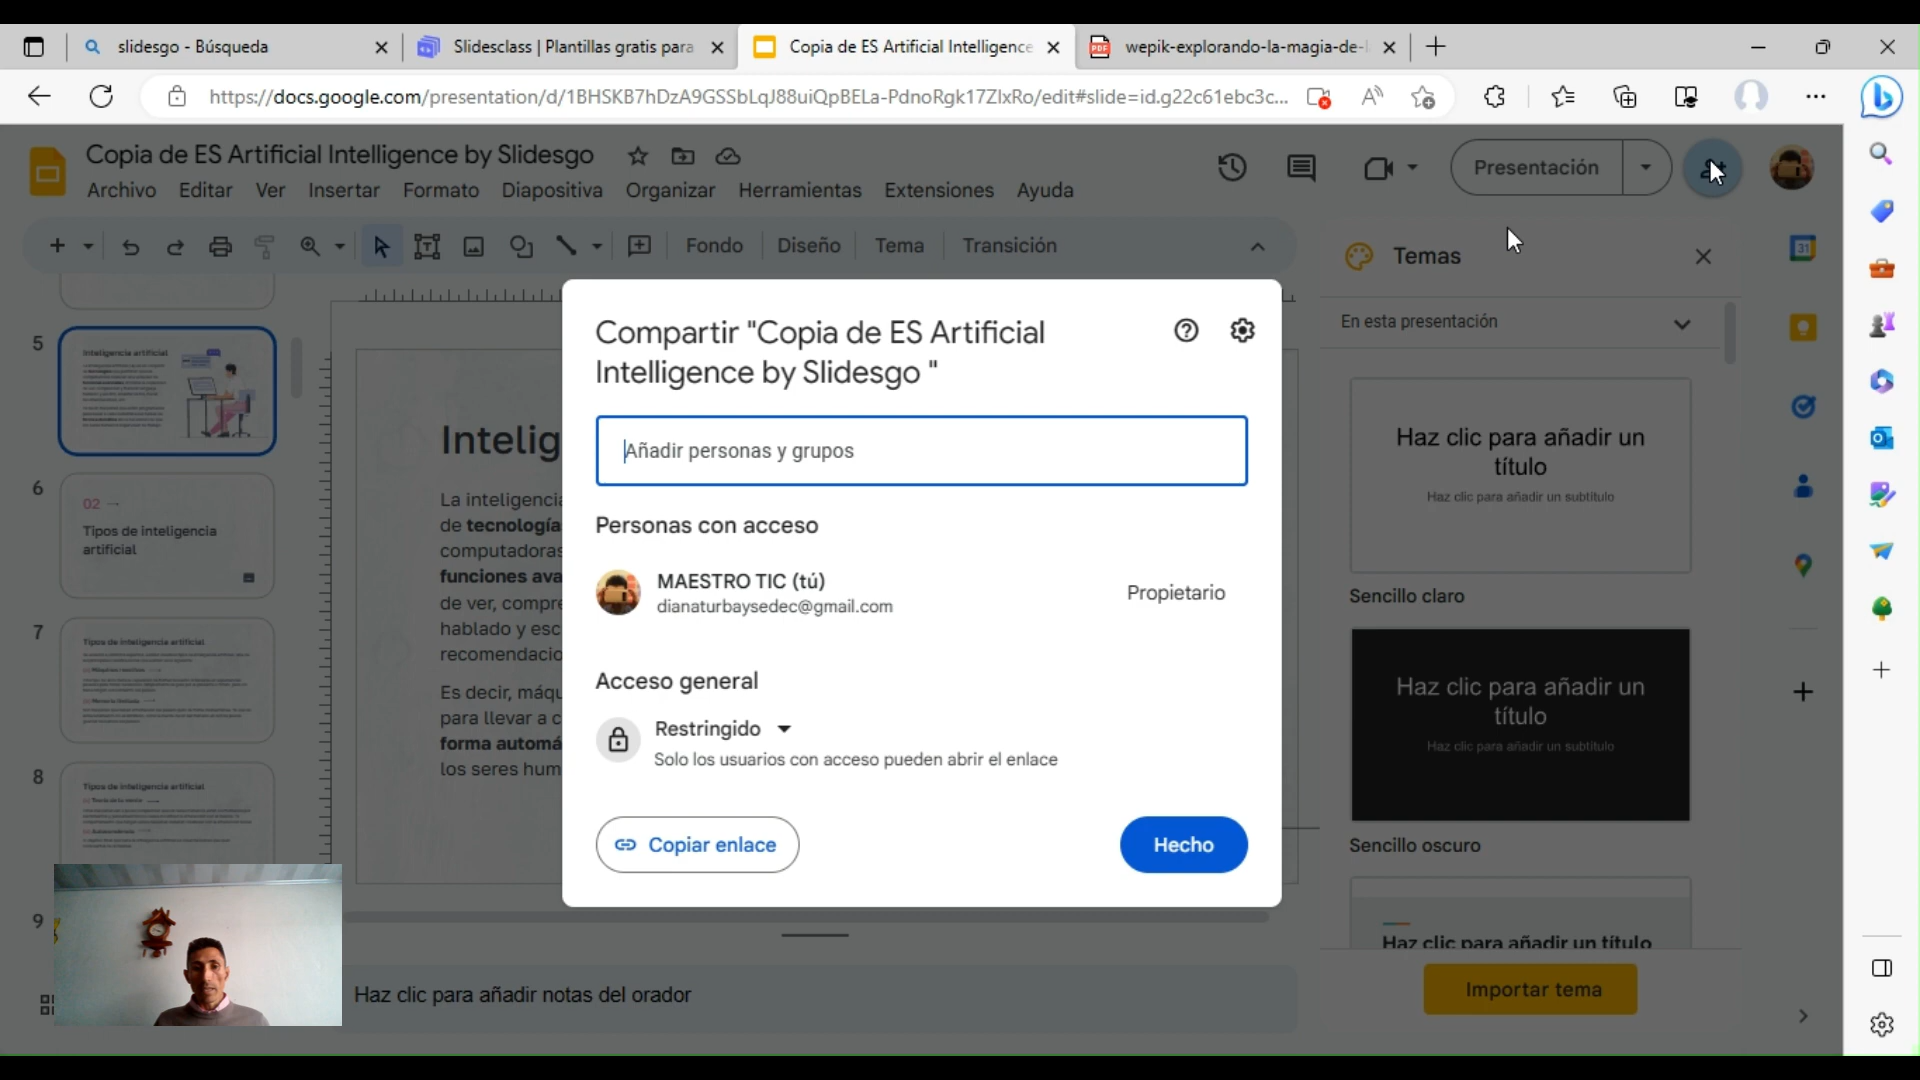 slidesgo - Búsqueda
Slidesclass | Plantillas gratis para
Copia de ES Artificial Intelligence
PDF
wepik-explorando-la-magia-de-l
https://docs.google.com/presentation/d/1BHSKB7hDzA9GSSbLqJ88uiQpBELa-PdnoRgk17ZlxRo/edit#slide=id.g22c61ebc3c...
Copia de ES Artificial Intelligence by Slidesgo
Archivo Editar Ver Insertar Formato Diapositiva Organizar Herramientas Extensiones Ayuda
Presentación
Fondo Diseño Tema Transición
Temas
En esta presentación
31
Compartir "Copia de ES Artificial
Intelligence by Slidesgo "
Añadir personas y grupos
Personas con acceso
MAESTRO TIC (tú)
dianaturbaysedec@gmail.com
Propietario
Acceso general
Restringido
Solo los usuarios con acceso pueden abrir el enlace
Copiar enlace
Hecho
5
Inteligencia artificial
6
02
Tipos de inteligencia
artificial
7
Tipos de inteligencia artificial
8
Tipos de inteligencia artificial
9
Intelig
La inteligencia
de tecnología
computadoras
funciones ava
de ver, compre
hablado y esc
recomendacio
Es decir, máqu
para llevar a c
forma automá
los seres hum
Haz clic para añadir un
título
Haz clic para añadir un subtítulo
Sencillo claro
Haz clic para añadir un
título
Haz clic para añadir un subtítulo
Sencillo oscuro
Haz clic para añadir un título
Importar tema
Haz clic para añadir notas del orador